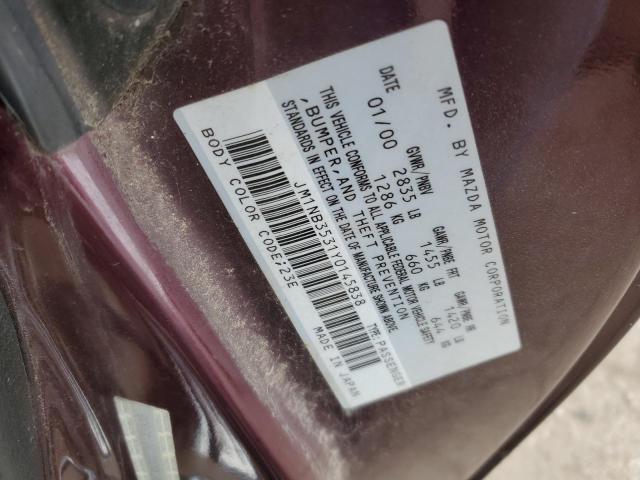 MFD. BY MAZDA MOTOR CORPORATION
DATE GVWR/PNBV GAWR/PNBE FRT GAWR/PNBE RR
01/00 2835 LB 1455 LB 1420 LB
1286 KG 660 KG 644 KG
THIS VEHICLE CONFORMS TO ALL APPLICABLE FEDERAL MOTOR VEHICLE SAFETY
, BUMPER, AND THEFT PREVENTION
STANDARDS IN EFFECT ON THE DATE OF MANUFACTURE SHOWN ABOVE
JM1NB3531Y0145838 TYPE:PASSENGER
BODY COLOR CODE:23E MADE IN JAPAN